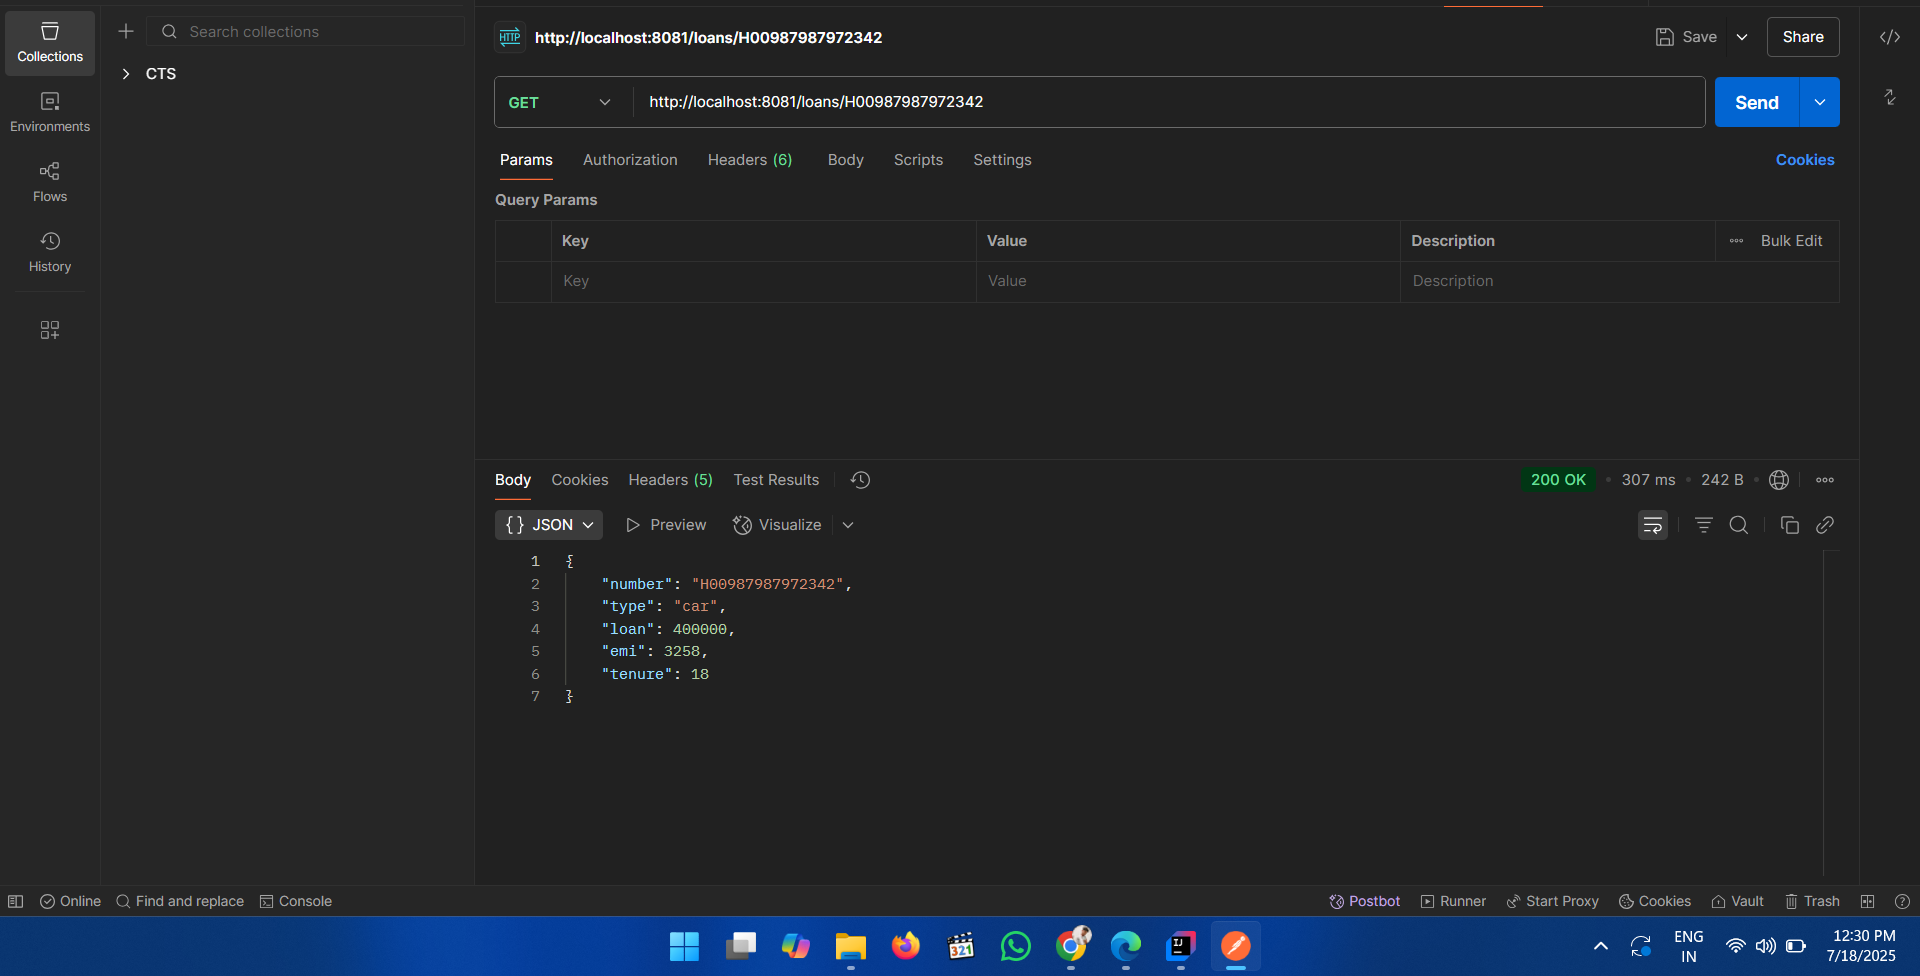 Collections
Environments
Flows
History
Search collections
CTS
HTTP
http://localhost:8081/loans/H00987987972342
Save
Share
GET
http://localhost:8081/loans/H00987987972342
Send
Params
Authorization
Headers (6)
Body
Scripts
Settings
Cookies
Query Params
Key
Value
Description
Bulk Edit
Key
Value
Description
Body
Cookies
Headers (5)
Test Results
200 OK
307 ms
242 B
{} JSON
Preview
Visualize
1 {
2 "number": "H00987987972342",
3 "type": "car",
4 "loan": 400000,
5 "emi": 3258,
6 "tenure": 18
7 }
Online
Find and replace
Console
Postbot
Runner
Start Proxy
Cookies
Vault
Trash
321
IJ
ENG
IN
12:30 PM
7/18/2025